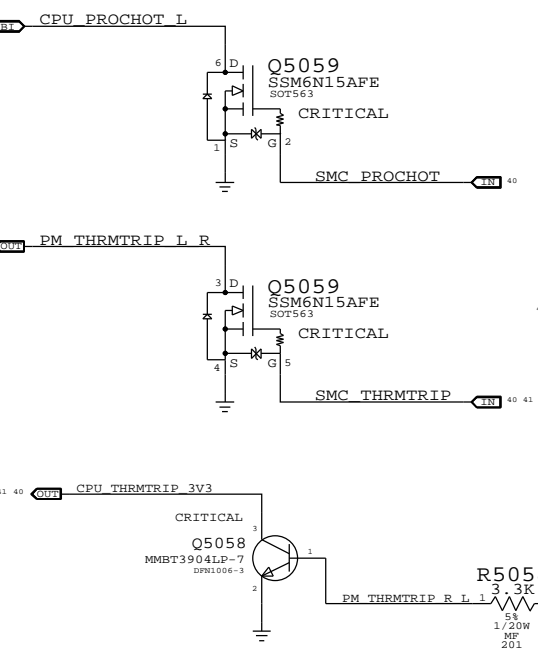 BI CPU_PROCHOT_L
6 D
Q5059
SSM6N15AFE
SOT563
CRITICAL
1 S G 2
SMC_PROCHOT IN 40
OUT PM_THRMTRIP_L_R
3 D
Q5059
SSM6N15AFE
SOT563
CRITICAL
4 S G 5
SMC_THRMTRIP IN 40 41
41 40 OUT CPU_THRMTRIP_3V3
CRITICAL
3
Q5058
MMBT3904LP-7
DFN1006-3
1
2
R505
3.3K
PM_THRMTRIP_R_L 1
5%
1/20W
MF
201